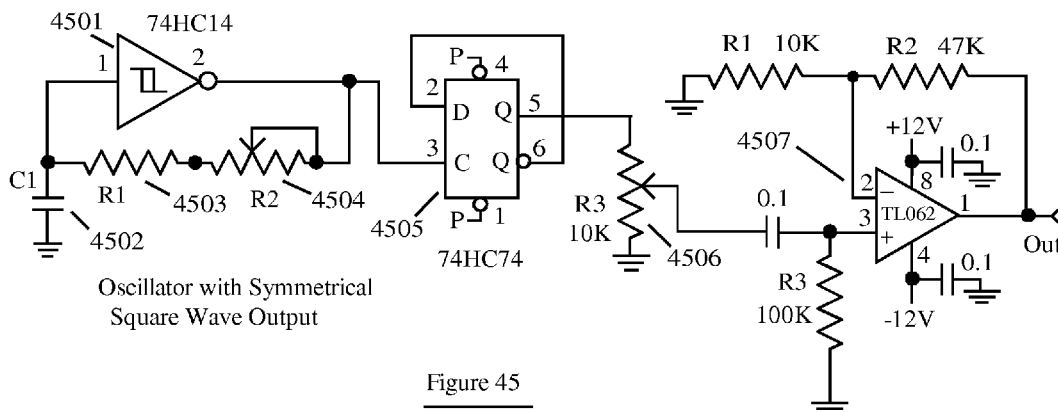 4501
74HC14
1
2
C1
R1
4503
R2
4504
4502
Oscillator with Symmetrical
Square Wave Output
P
4
2
D
Q
5
3
C
Q
6
4505
P
1
74HC74
R3
10K
4506
0.1
R1 10K
R2 47K
4507
+12V
0.1
8
2
−
TL062
1
3
+
4
0.1
-12V
Out
R3
100K
Figure 45